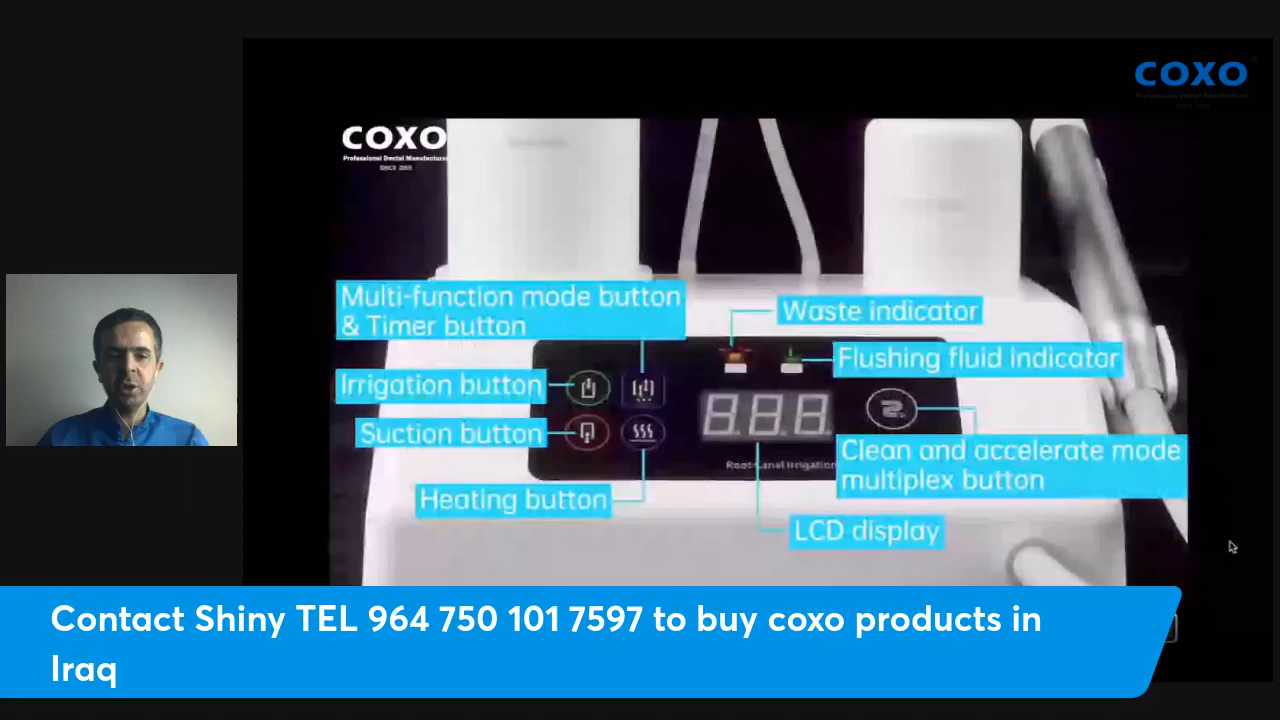 COXO
COXO
Professional Dental Manufacturer
SINCE 2003
Multi-function mode button
& Timer button
Waste indicator
Flushing fluid indicator
Irrigation button
Suction button
8.8.8.
Clean and accelerate mode
multiplex button
Root Canal Irrigation
Heating button
LCD display
Contact Shiny TEL 964 750 101 7597 to buy coxo products in
Iraq